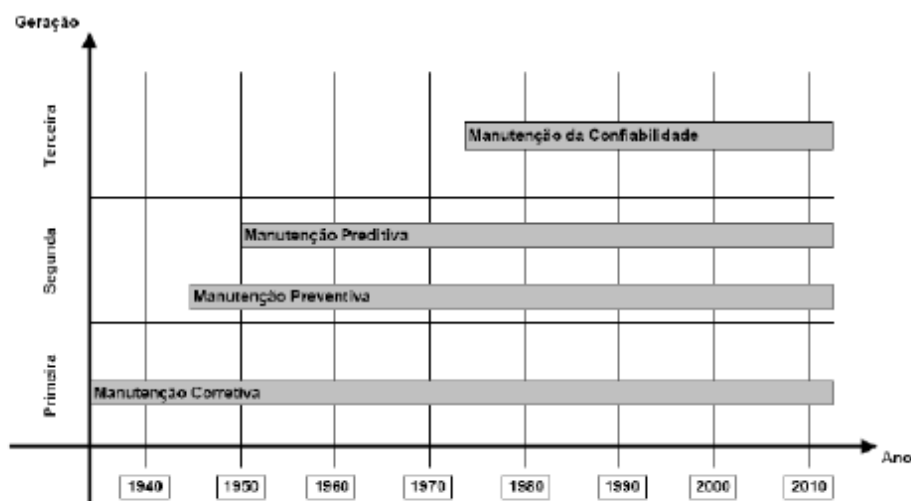 Geração
Terceira
Manutenção da Confiabilidade
Segunda
Manutenção Preditiva
Manutenção Preventiva
Primeira
Manutenção Corretiva
Ano
1940 1950 1960 1970 1980 1990 2000 2010